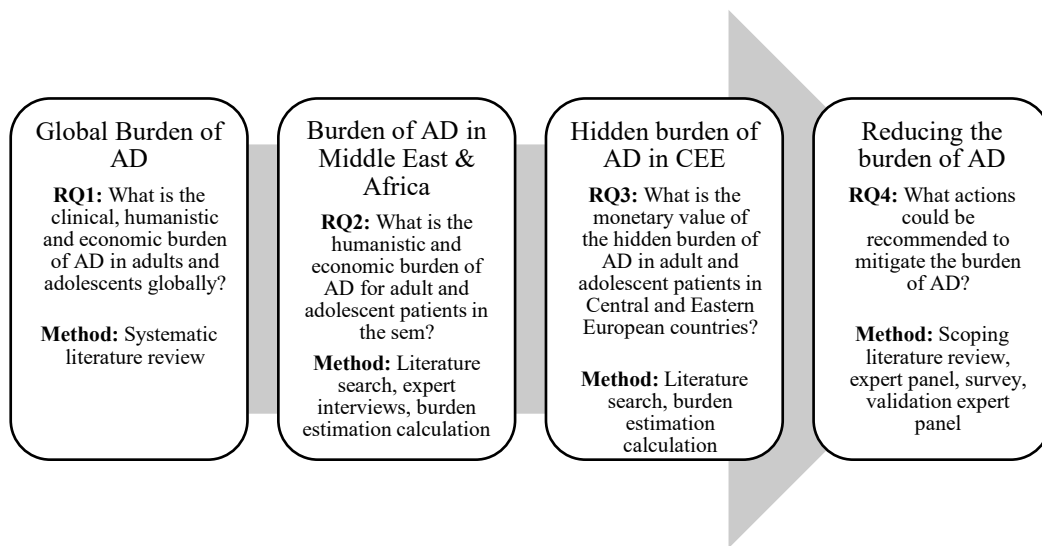 Global Burden of
AD
RQ1: What is the
clinical, humanistic
and economic burden
of AD in adults and
adolescents globally?
Method: Systematic
literature review
Burden of AD in
Middle East &
Africa
RQ2: What is the
humanistic and
economic burden of
AD for adult and
adolescent patients in
the sem?
Method: Literature
search, expert
interviews, burden
estimation calculation
Hidden burden of
AD in CEE
RQ3: What is the
monetary value of
the hidden burden of
AD in adult and
adolescent patients in
Central and Eastern
European countries?
Method: Literature
search, burden
estimation
calculation
Reducing the
burden of AD
RQ4: What actions
could be
recommended to
mitigate the burden
of AD?
Method: Scoping
literature review,
expert panel, survey,
validation expert
panel